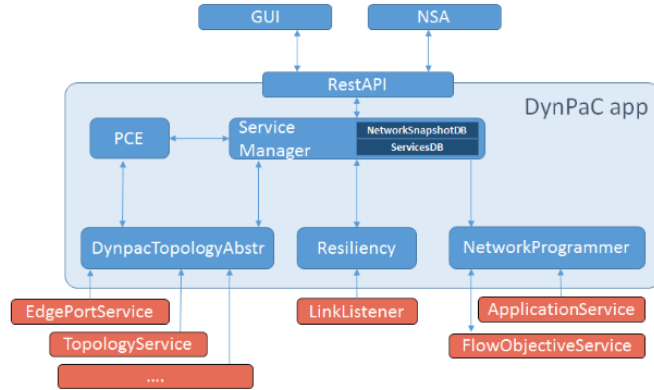 GUI
NSA
RestAPI
DynPaC app
PCE
Service
Manager
NetworkSnapshotDB
ServicesDB
DynpacTopologyAbstr
Resiliency
NetworkProgrammer
EdgePortService
LinkListener
ApplicationService
TopologyService
FlowObjectiveService
....